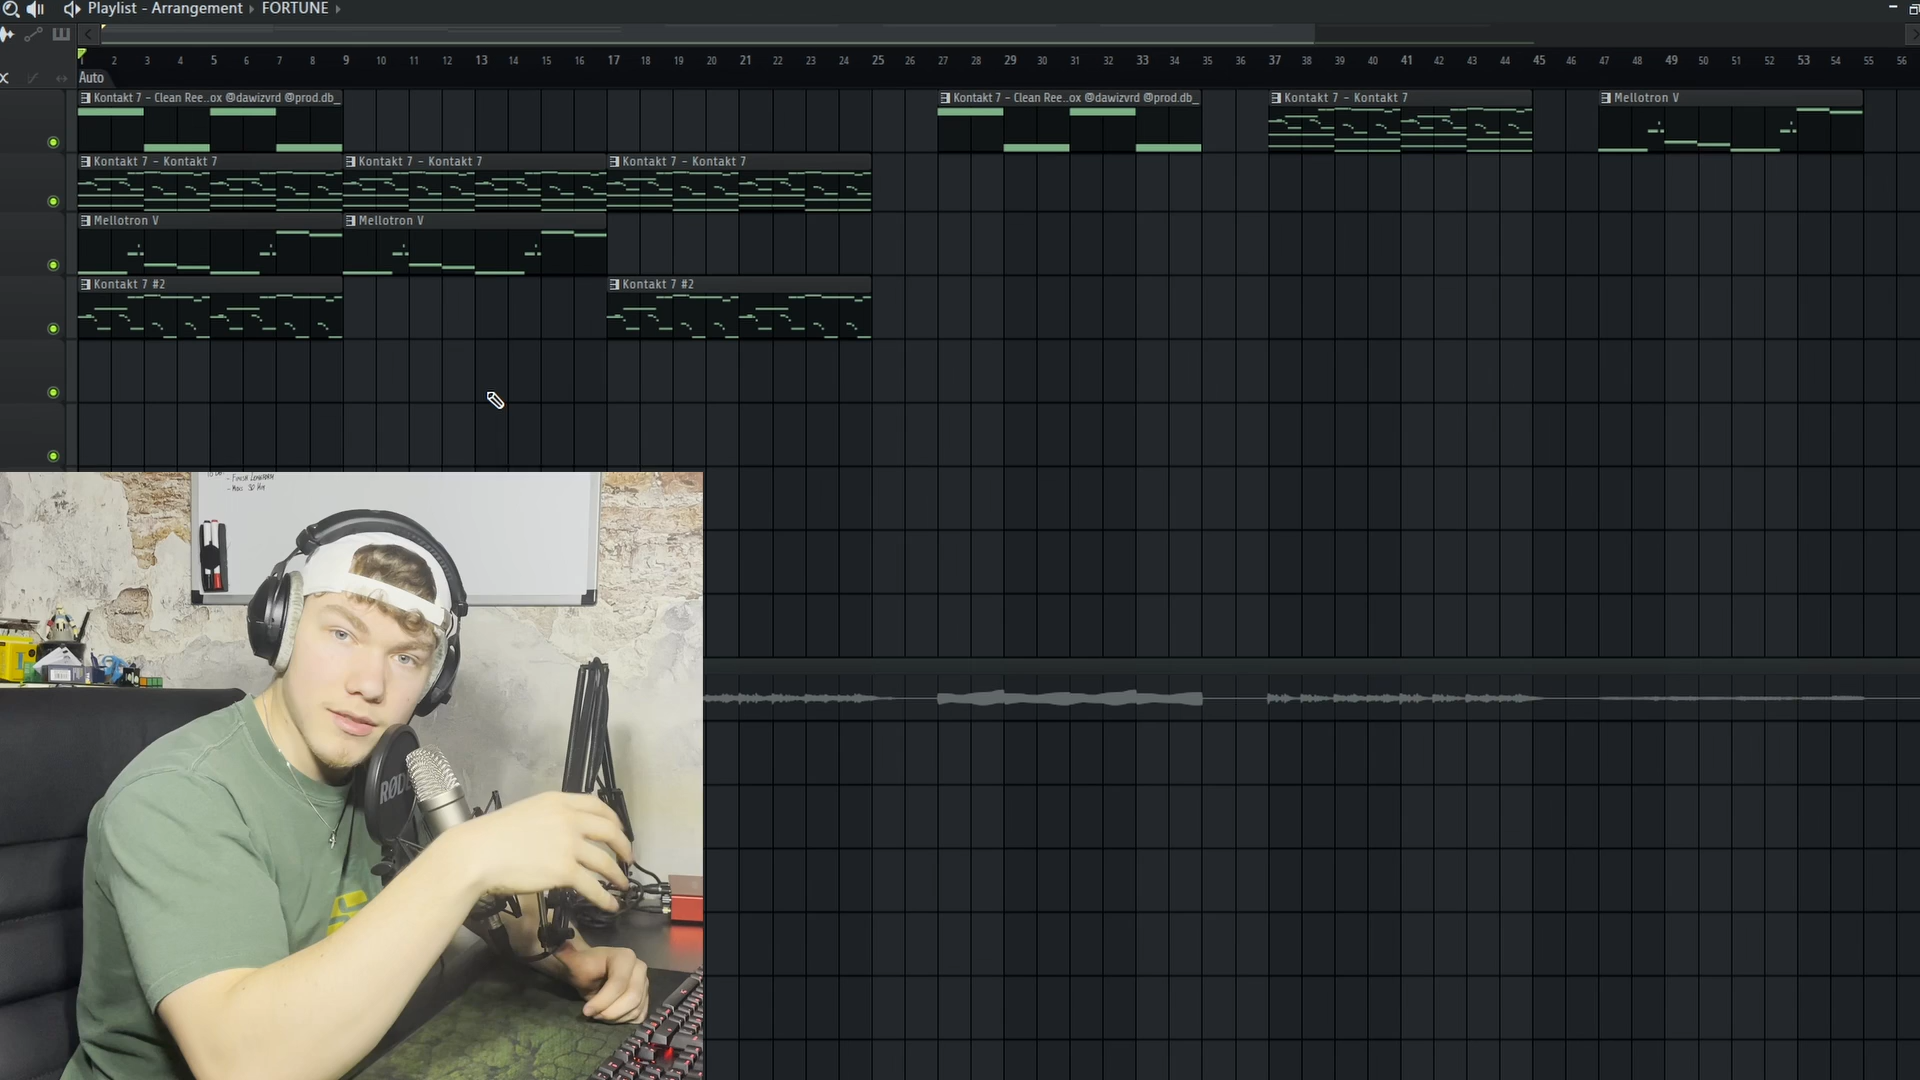 Playlist - Arrangement › FORTUNE ›
1 2 3 4 5 6 7 8 9 10 11 12 13 14 15 16 17 18 19 20 21 22 23 24 25 26 27 28 29 30 31 32 33 34 35 36 37 38 39 40 41 42 43 44 45 46 47 48 49 50 51 52 53 54 55 56
Auto
Kontakt 7 - Clean Ree..ox @dawizvrd @prod.db_
Kontakt 7 - Clean Ree..ox @dawizvrd @prod.db_
Kontakt 7 - Kontakt 7
Mellotron V
Kontakt 7 - Kontakt 7
Kontakt 7 - Kontakt 7
Kontakt 7 - Kontakt 7
Mellotron V
Mellotron V
Kontakt 7 #2
Kontakt 7 #2
RØDE